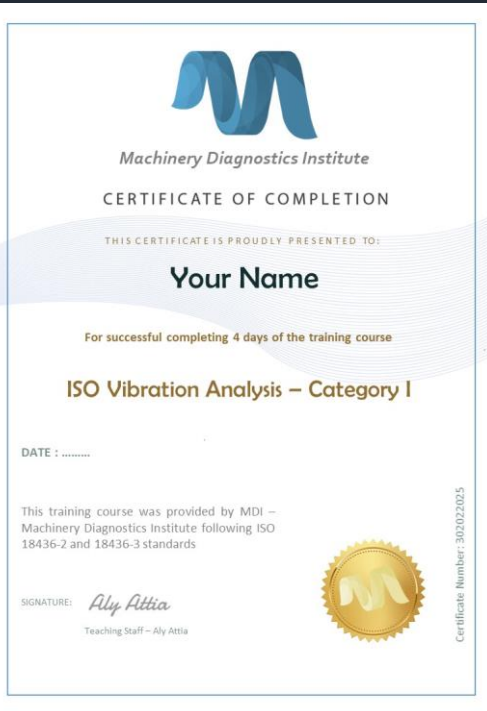 Machinery Diagnostics Institute
CERTIFICATE OF COMPLETION
THIS CERTIFICATE IS PROUDLY PRESENTED TO:
Your Name
For successful completing 4 days of the training course
ISO Vibration Analysis – Category I
DATE : .........
This training course was provided by MDI –
Machinery Diagnostics Institute following ISO
18436-2 and 18436-3 standards
SIGNATURE: Aly Attia
Teaching Staff – Aly Attia
Certificate Number: 302022025